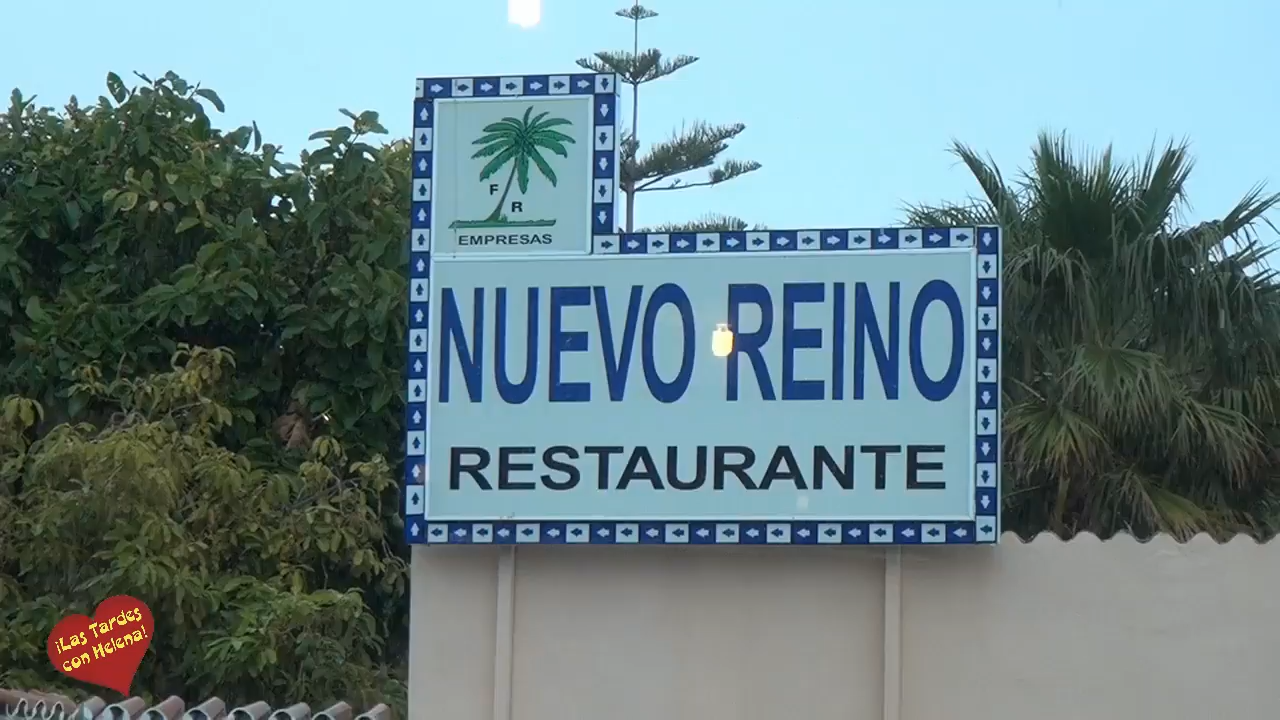 F
R
EMPRESAS
NUEVO REINO
RESTAURANTE
¡Las Tardes
con Helena!